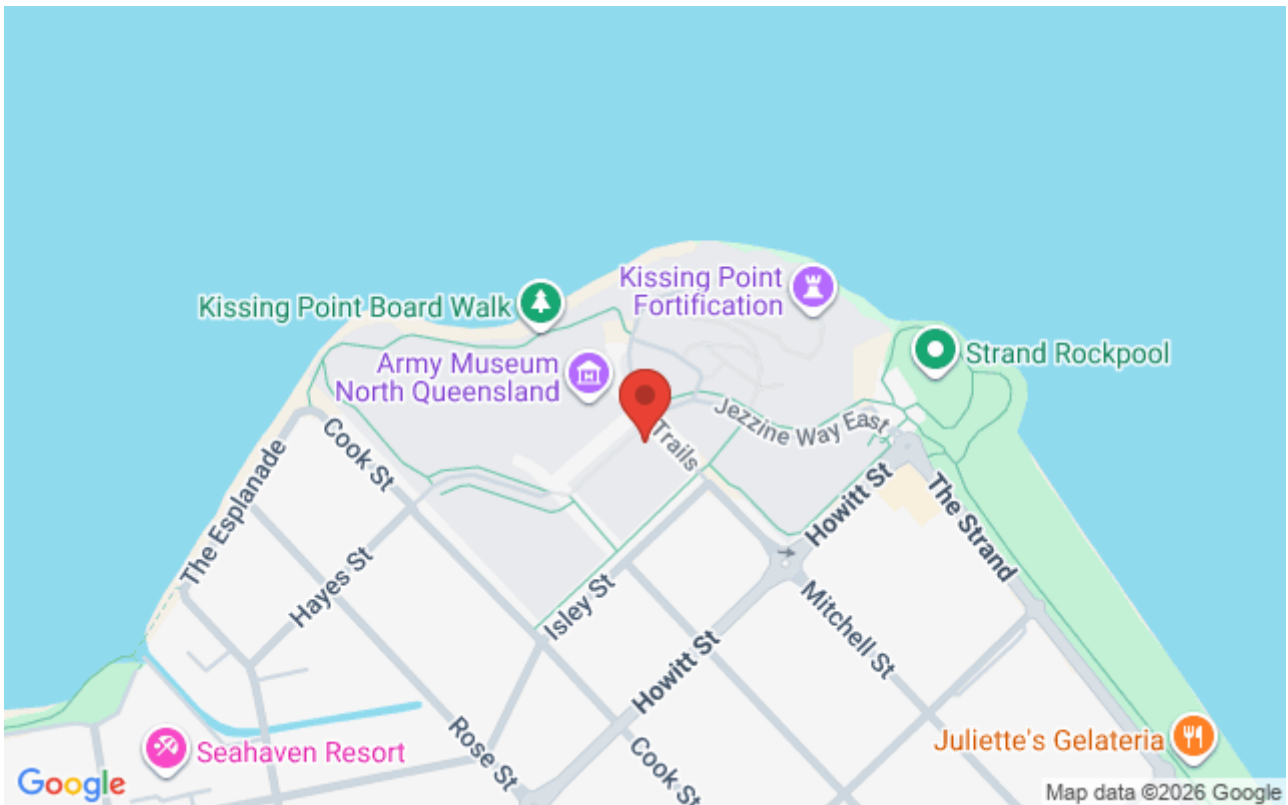 Kissing Point
Fortification
Kissing Point Board Walk
Strand Rockpool
Army Museum
North Queensland
Jezzine Way East
Trails
Cook St
The Esplanade
Howitt St
The Strand
Hayes St
Isley St
Mitchell St
Howitt St
Rose St
Cook St
Juliette's Gelateria
Seahaven Resort
Google
Map data ©2026 Google